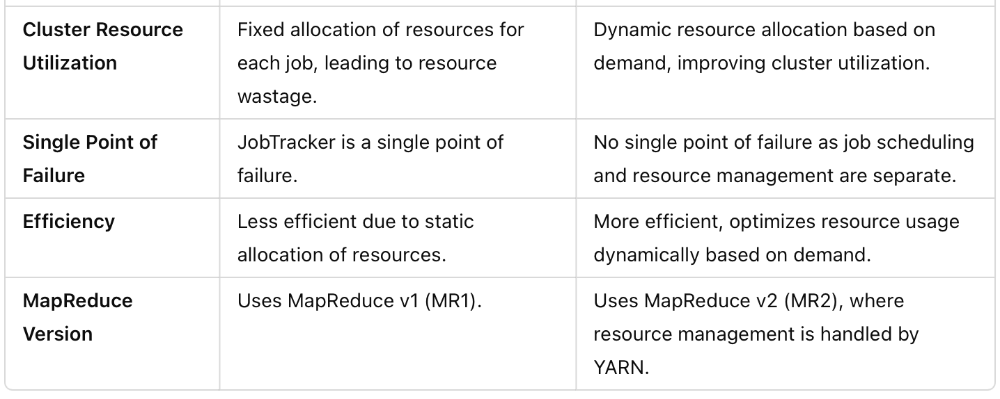 Cluster Resource
Utilization
Fixed allocation of resources for
each job, leading to resource
wastage.
Dynamic resource allocation based on
demand, improving cluster utilization.
Single Point of
Failure
JobTracker is a single point of
failure.
No single point of failure as job scheduling
and resource management are separate.
Efficiency
Less efficient due to static
allocation of resources.
More efficient, optimizes resource usage
dynamically based on demand.
MapReduce
Version
Uses MapReduce v1 (MR1).
Uses MapReduce v2 (MR2), where
resource management is handled by
YARN.